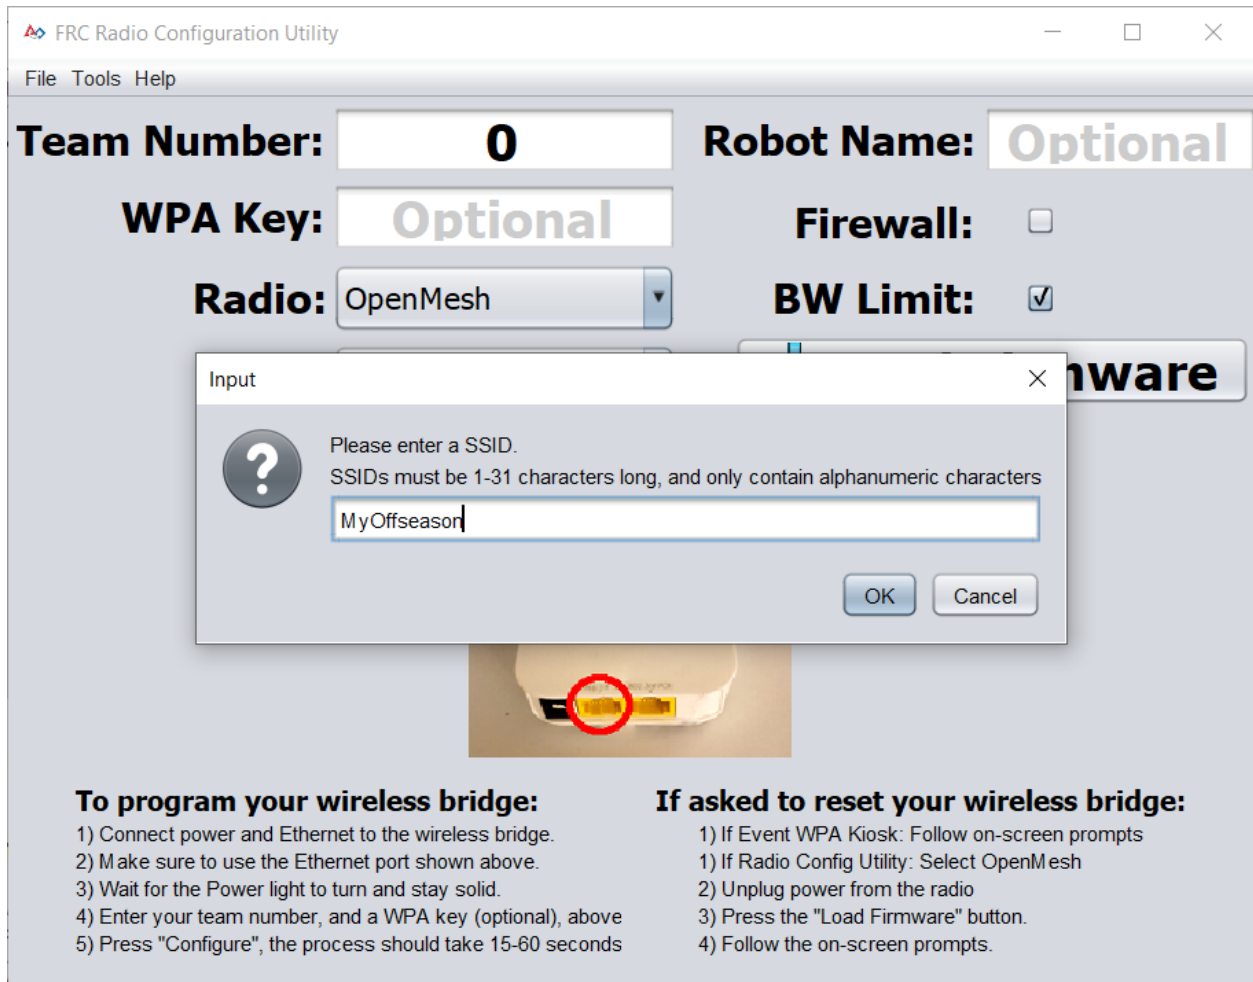 FRC Radio Configuration Utility
File Tools Help
Team Number: 0 Robot Name: Optional
WPA Key: Optional Firewall:
Radio: OpenMesh BW Limit:
Input
Please enter a SSID.
SSIDs must be 1-31 characters long, and only contain alphanumeric characters
MyOffseason
OK Cancel
To program your wireless bridge:
1) Connect power and Ethernet to the wireless bridge.
2) Make sure to use the Ethernet port shown above.
3) Wait for the Power light to turn and stay solid.
4) Enter your team number, and a WPA key (optional), above
5) Press "Configure", the process should take 15-60 seconds
If asked to reset your wireless bridge:
1) If Event WPA Kiosk: Follow on-screen prompts
1) If Radio Config Utility: Select OpenMesh
2) Unplug power from the radio
3) Press the "Load Firmware" button.
4) Follow the on-screen prompts.